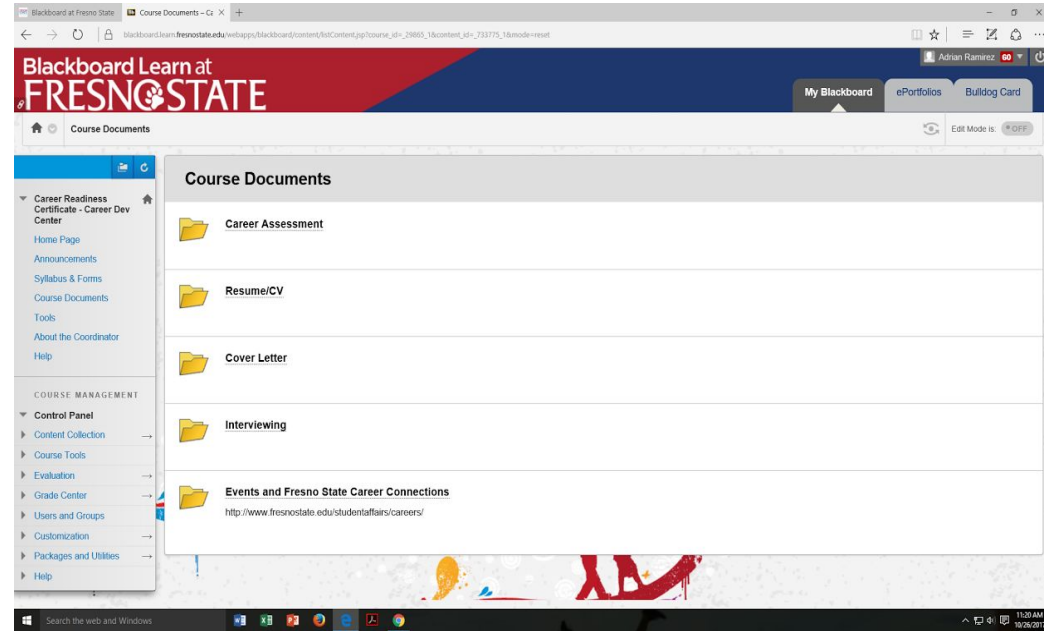 Blackboard at Fresno State
Course Documents – Ca
blackboard.learn.fresnostate.edu/webapps/blackboard/content/listContent.jsp?course_id=_29865_1&content_id=_733775_1&mode=reset
Blackboard Learn at
FRESNO STATE
Adrian Ramirez 60
My Blackboard
ePortfolios
Bulldog Card
Course Documents
Edit Mode is: OFF
Career Readiness
Certificate - Career Dev
Center
Home Page
Announcements
Syllabus & Forms
Course Documents
Tools
About the Coordinator
Help
COURSE MANAGEMENT
Control Panel
Content Collection
Course Tools
Evaluation
Grade Center
Users and Groups
Customization
Packages and Utilities
Help
Course Documents
Career Assessment
Resume/CV
Cover Letter
Interviewing
Events and Fresno State Career Connections
http://www.fresnostate.edu/studentaffairs/careers/
Search the web and Windows
11:20 AM
10/26/2017